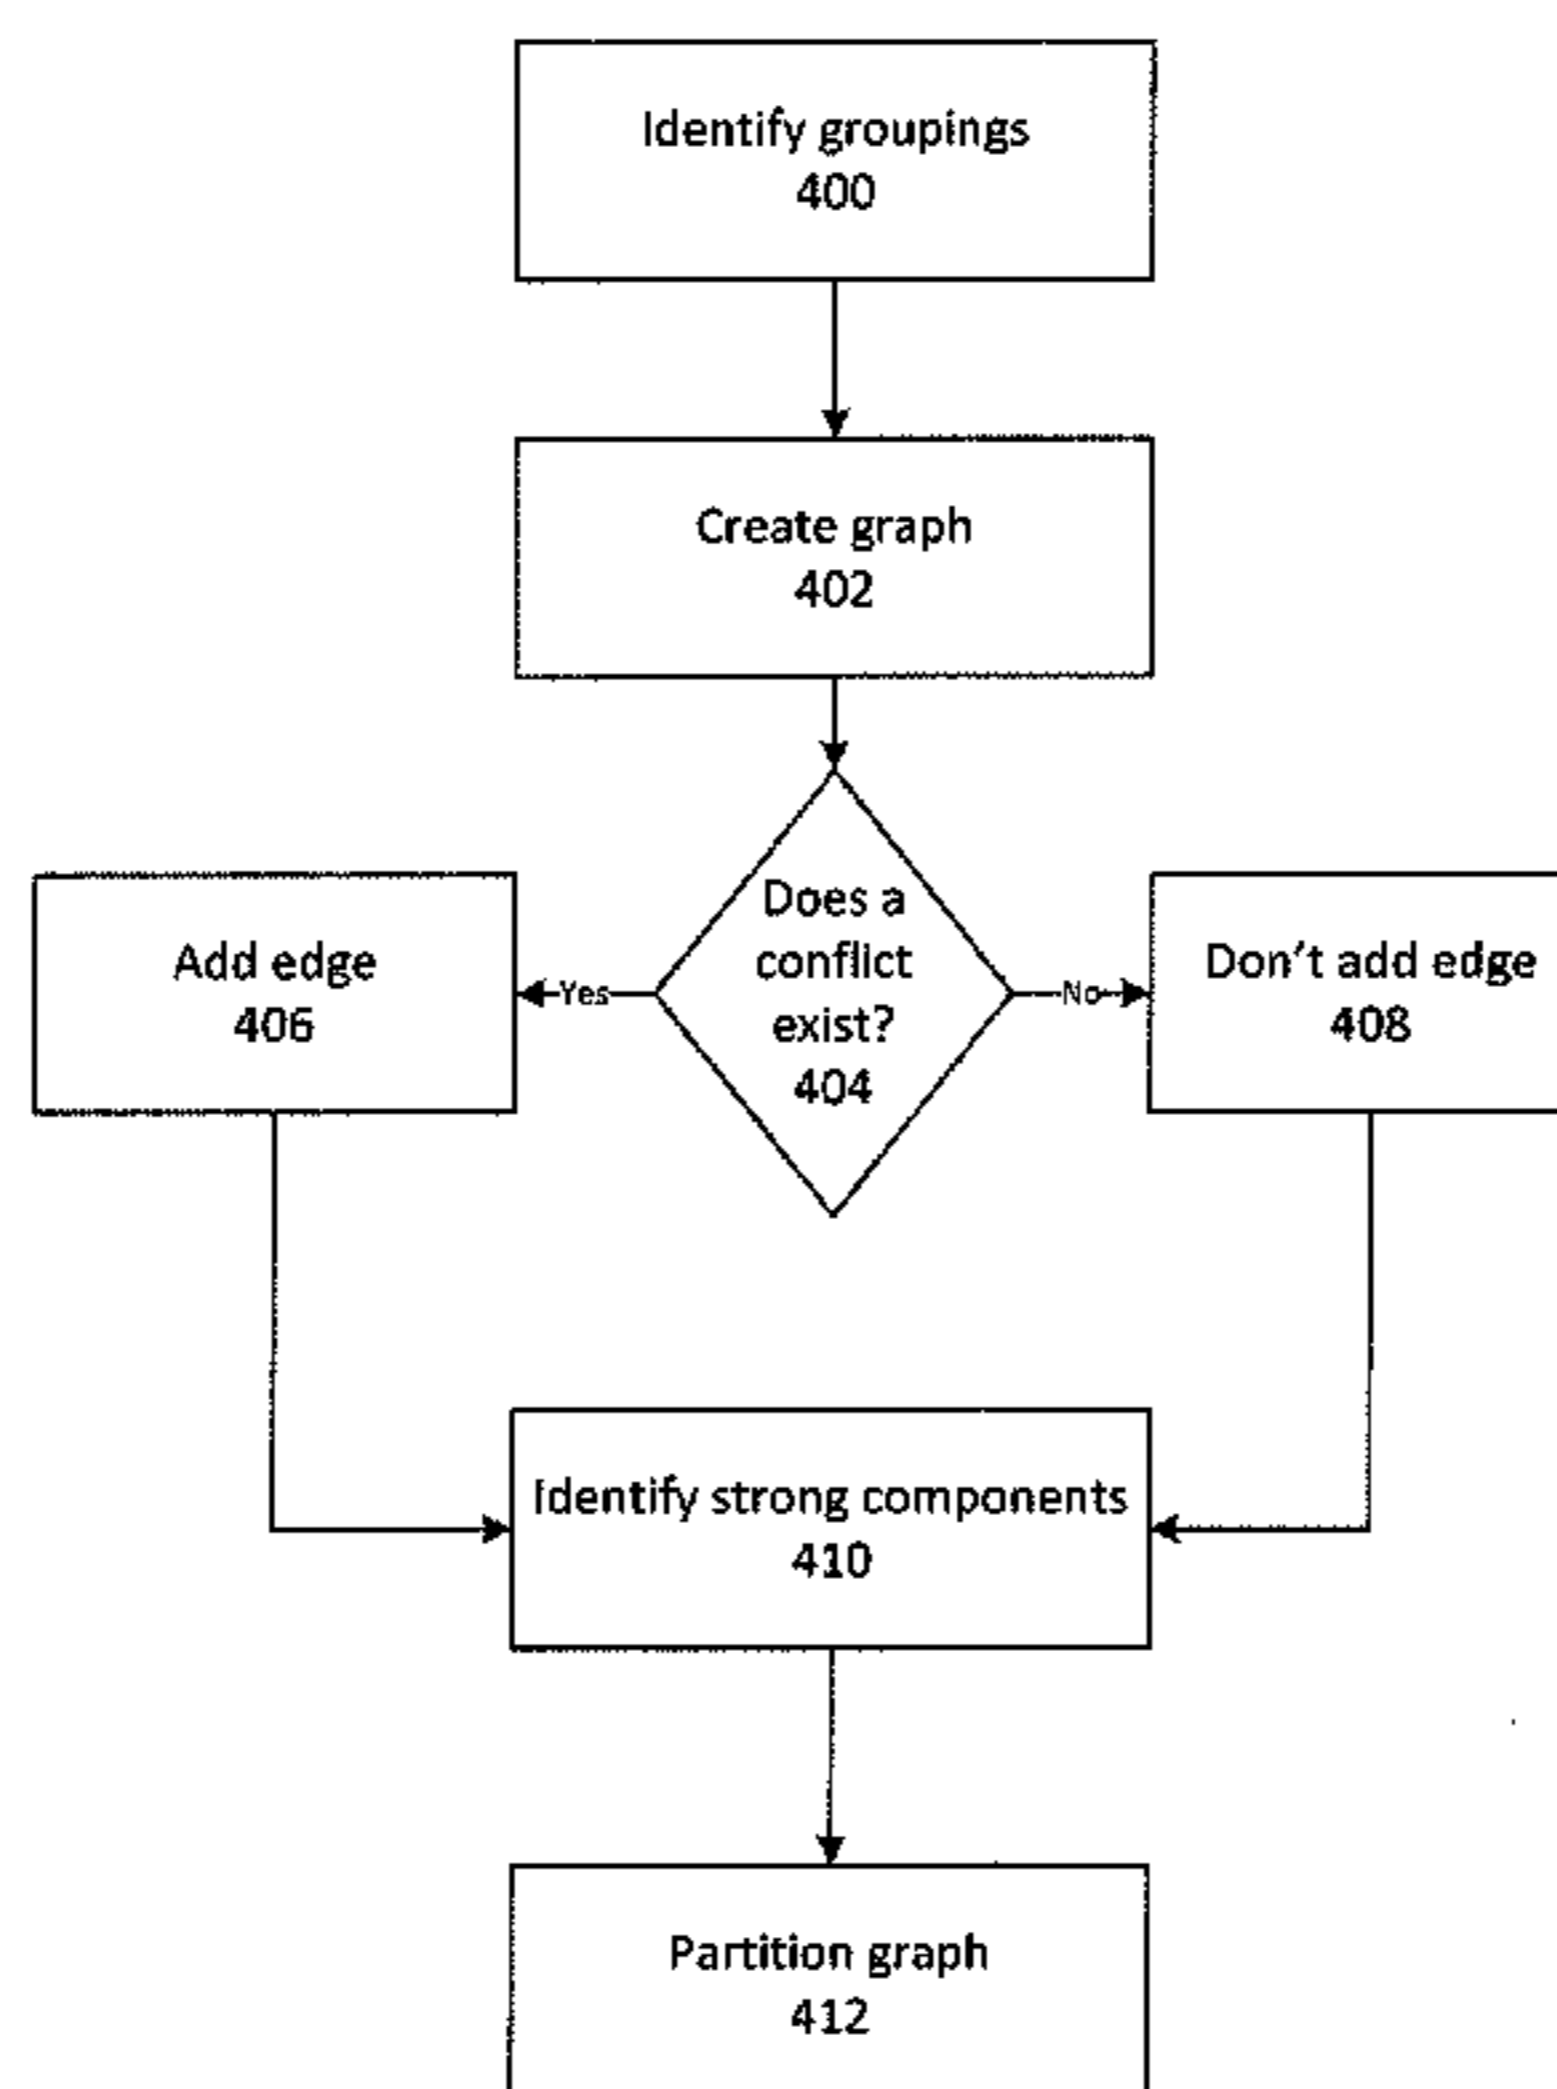 Identify groupings
400
Create graph
402
Does a
conflict
exist?
404
Yes
No
Add edge
406
Don't add edge
408
Identify strong components
410
Partition graph
412